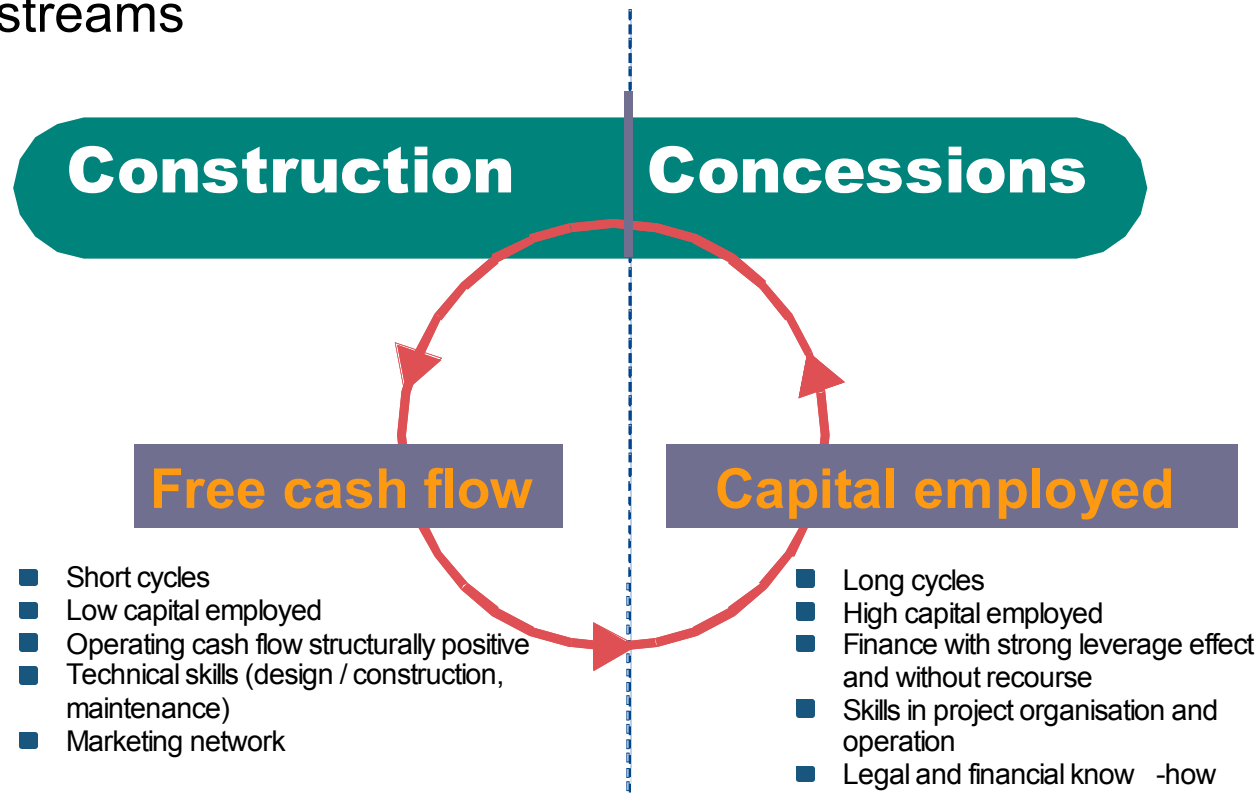 streams
Construction
Concessions
Free cash flow
Capital employed
Short cycles
Low capital employed
Operating cash flow structurally positive
Technical skills (design / construction,
maintenance)
Marketing network
Long cycles
High capital employed
Finance with strong leverage effect
and without recourse
Skills in project organisation and
operation
Legal and financial know -how